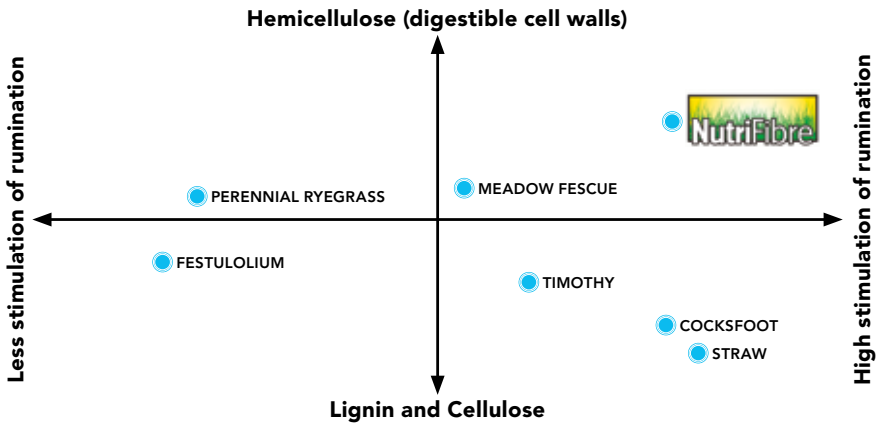 Hemicellulose (digestible cell walls)
Less stimulation of rumination
High stimulation of rumination
NutriFibre
MEADOW FESCUE
PERENNIAL RYEGRASS
FESTULOLIUM
TIMOTHY
COCKSFOOT
STRAW
Lignin and Cellulose